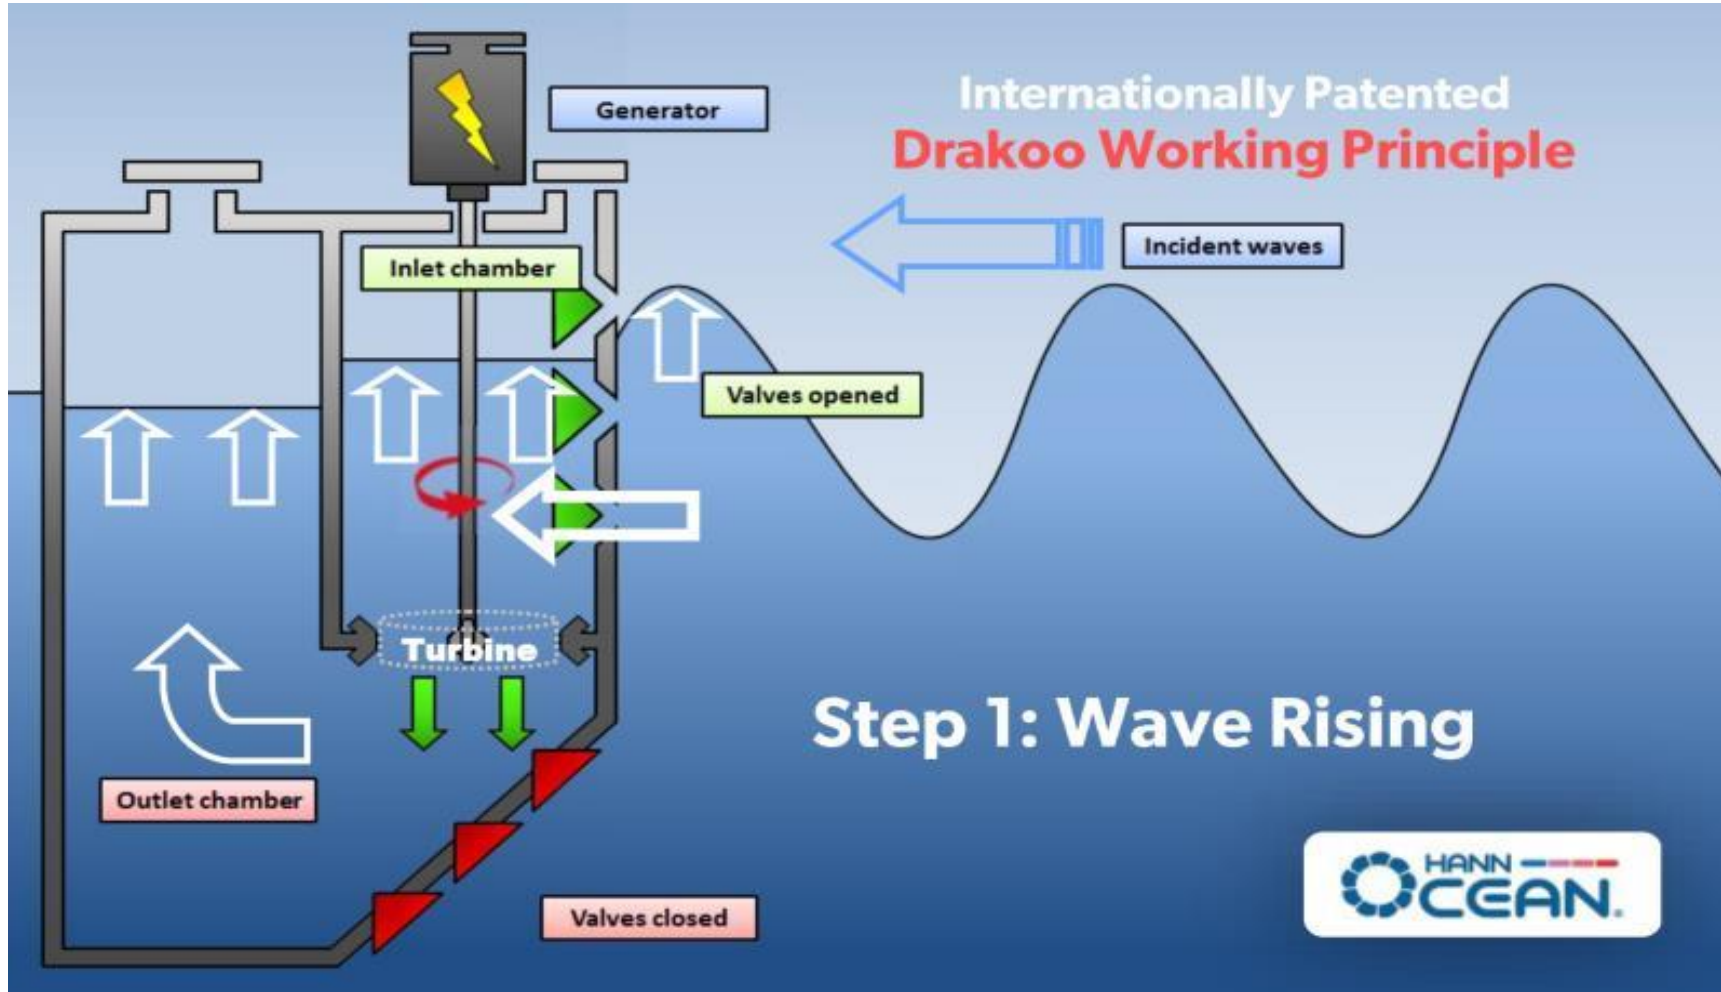 Generator
Internationally Patented
Drakoo Working Principle
Incident waves
Inlet chamber
Valves opened
Turbine
Step 1: Wave Rising
Outlet chamber
Valves closed
HANN
OCEAN®